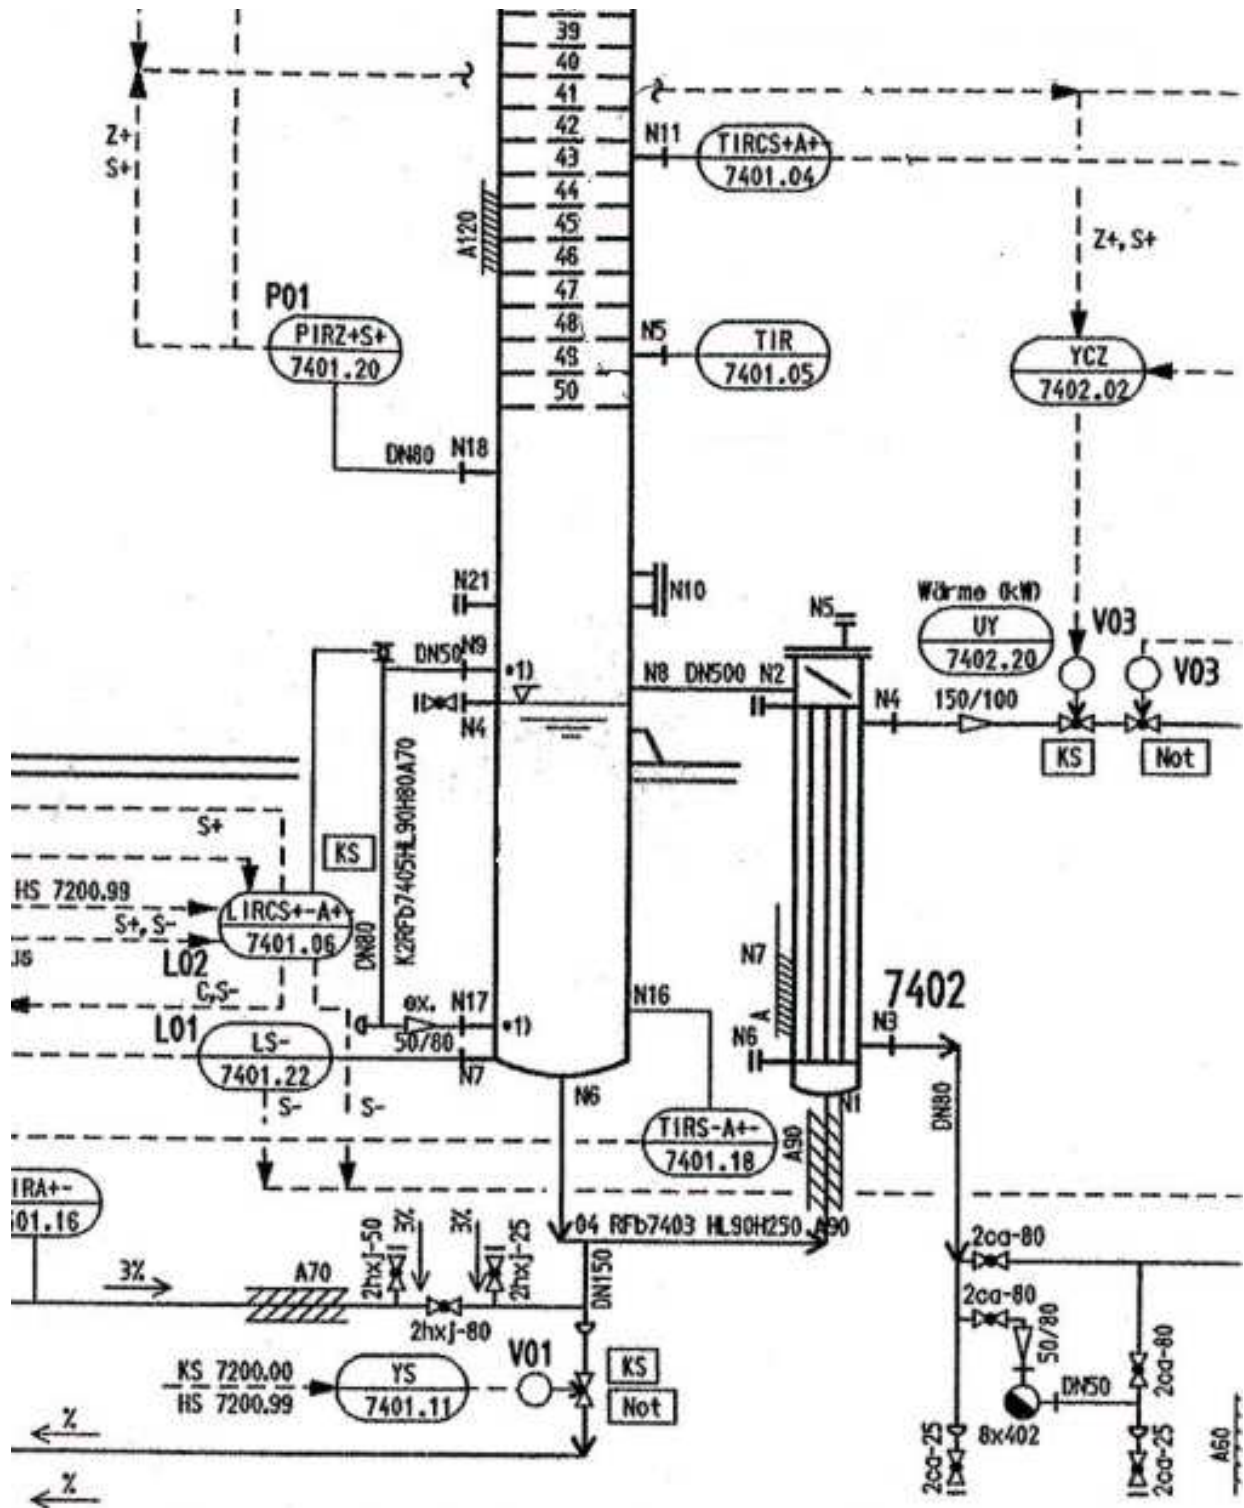 39
40
41
42
43
44
45
46
47
48
49
50
Z+
S+
N11
TIRCS+A+-
7401.04
A120
Z+, S+
P01
PIRZ+S+
7401.20
N5
TIR
7401.05
YCZ
7402.02
DN80
N18
N21
N10
Wärme (kW)
UY
7402.20
V03
V03
N5
DN50
N9
*1)
N8
DN500
N2
N4
N4
150/100
KS
Not
K2RFb7405HL90H80A70
S+
KS
HS 7200.99
LIRCS+-A+-
7401.06
S+, S-
L02
DN80
C,S-
ex.
N17
50/80
*1)
N16
N7
A
7402
N3
N6
L01
LS-
7401.22
N7
S-
S-
N6
N1
DN80
TIRS-A+-
7401.18
A90
IRA+-
2hxj-50
3%
3%
2hxj-25
04 RFb7403 HL90H250 A90
2ca-80
3%
A70
DN150
2hxj-80
2ca-80
50/80
2ca-80
V01
KS
KS 7200.00
YS
HS 7200.99
7401.11
Not
DN50
8x402
%
2ca-25
2ca-25
A60
%